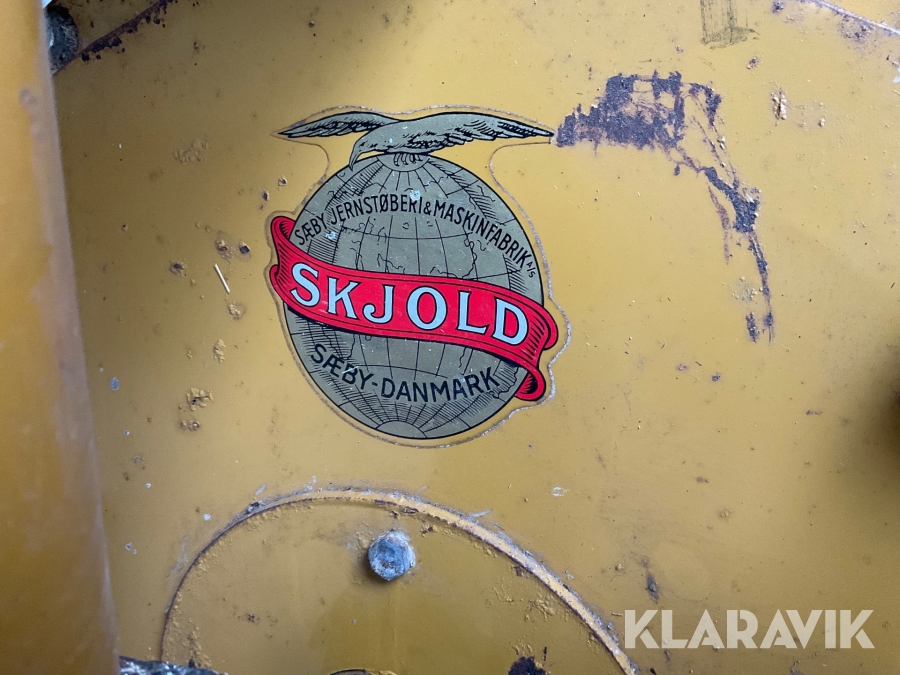 SÆBY JERNSTØBERI & MASKINFABRIK A/S
SKJOLD
SÆBY-DANMARK
KLARAVIK